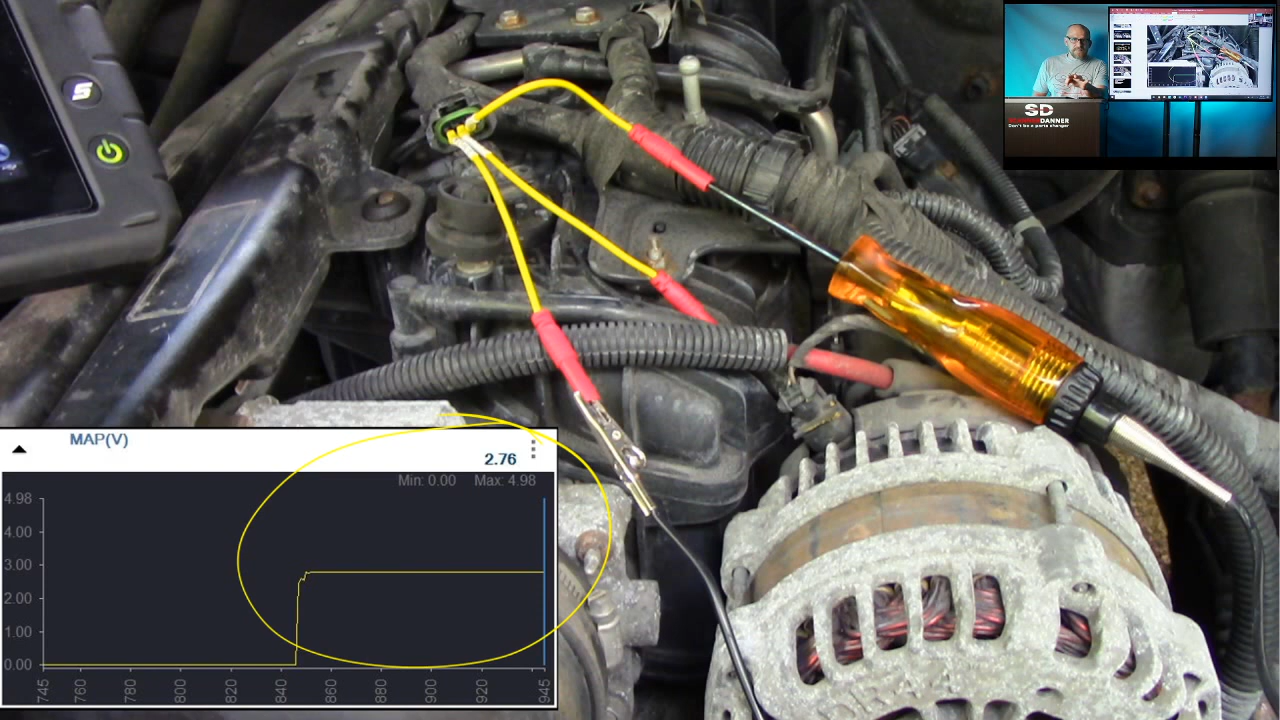 S
SD
SCANNERDANNER
Don't be a parts changer
MAP(V)
2.76
Min: 0.00 Max: 4.98
4.98
4.00
3.00
2.00
1.00
0.00
745 760 780 800 820 840 860 880 900 920 945